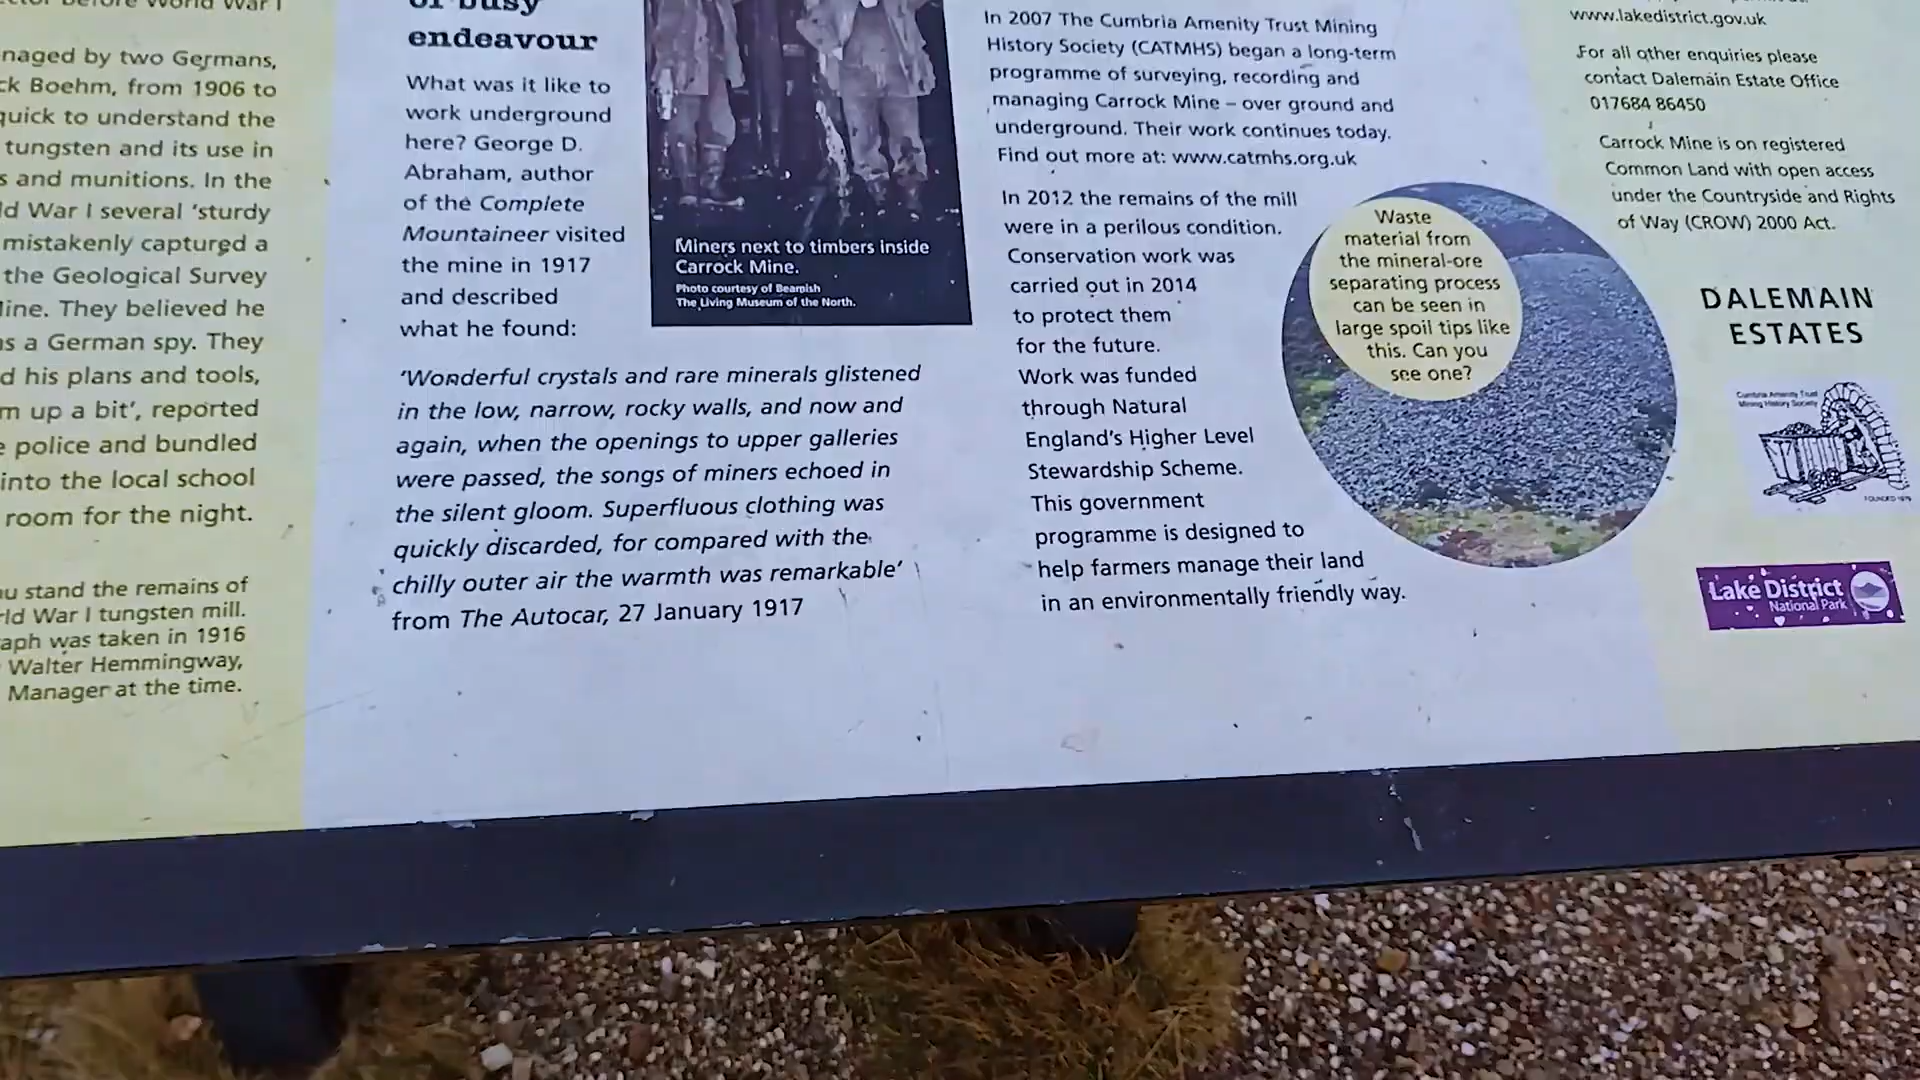 naged by two Germans,
ck Boehm, from 1906 to
quick to understand the
tungsten and its use in
s and munitions. In the
ld War I several 'sturdy
mistakenly captured a
the Geological Survey
line. They believed he
as a German spy. They
d his plans and tools,
m up a bit', reported
e police and bundled
into the local school
room for the night.
ou stand the remains of
rld War I tungsten mill.
aph was taken in 1916
Walter Hemmingway,
Manager at the time.
of busy
endeavour
What was it like to
work underground
here? George D.
Abraham, author
of the Complete
Mountaineer visited
the mine in 1917
and described
what he found:
'Wonderful crystals and rare minerals glistened
in the low, narrow, rocky walls, and now and
again, when the openings to upper galleries
were passed, the songs of miners echoed in
the silent gloom. Superfluous clothing was
quickly discarded, for compared with the
chilly outer air the warmth was remarkable'
from The Autocar, 27 January 1917
Miners next to timbers inside
Carrock Mine.
Photo courtesy of Beamish
The Living Museum of the North.
In 2007 The Cumbria Amenity Trust Mining
History Society (CATMHS) began a long-term
programme of surveying, recording and
managing Carrock Mine – over ground and
underground. Their work continues today.
Find out more at: www.catmhs.org.uk
In 2012 the remains of the mill
were in a perilous condition.
Conservation work was
carried out in 2014
to protect them
for the future.
Work was funded
through Natural
England's Higher Level
Stewardship Scheme.
This government
programme is designed to
help farmers manage their land
in an environmentally friendly way.
Waste
material from
the mineral-ore
separating process
can be seen in
large spoil tips like
this. Can you
see one?
www.lakedistrict.gov.uk
For all other enquiries please
contact Dalemain Estate Office
017684 86450
Carrock Mine is on registered
Common Land with open access
under the Countryside and Rights
of Way (CROW) 2000 Act.
DALEMAIN
ESTATES
Cumbria Amenity Trust
Mining History Society
FOUNDED 1979
Lake District
National Park